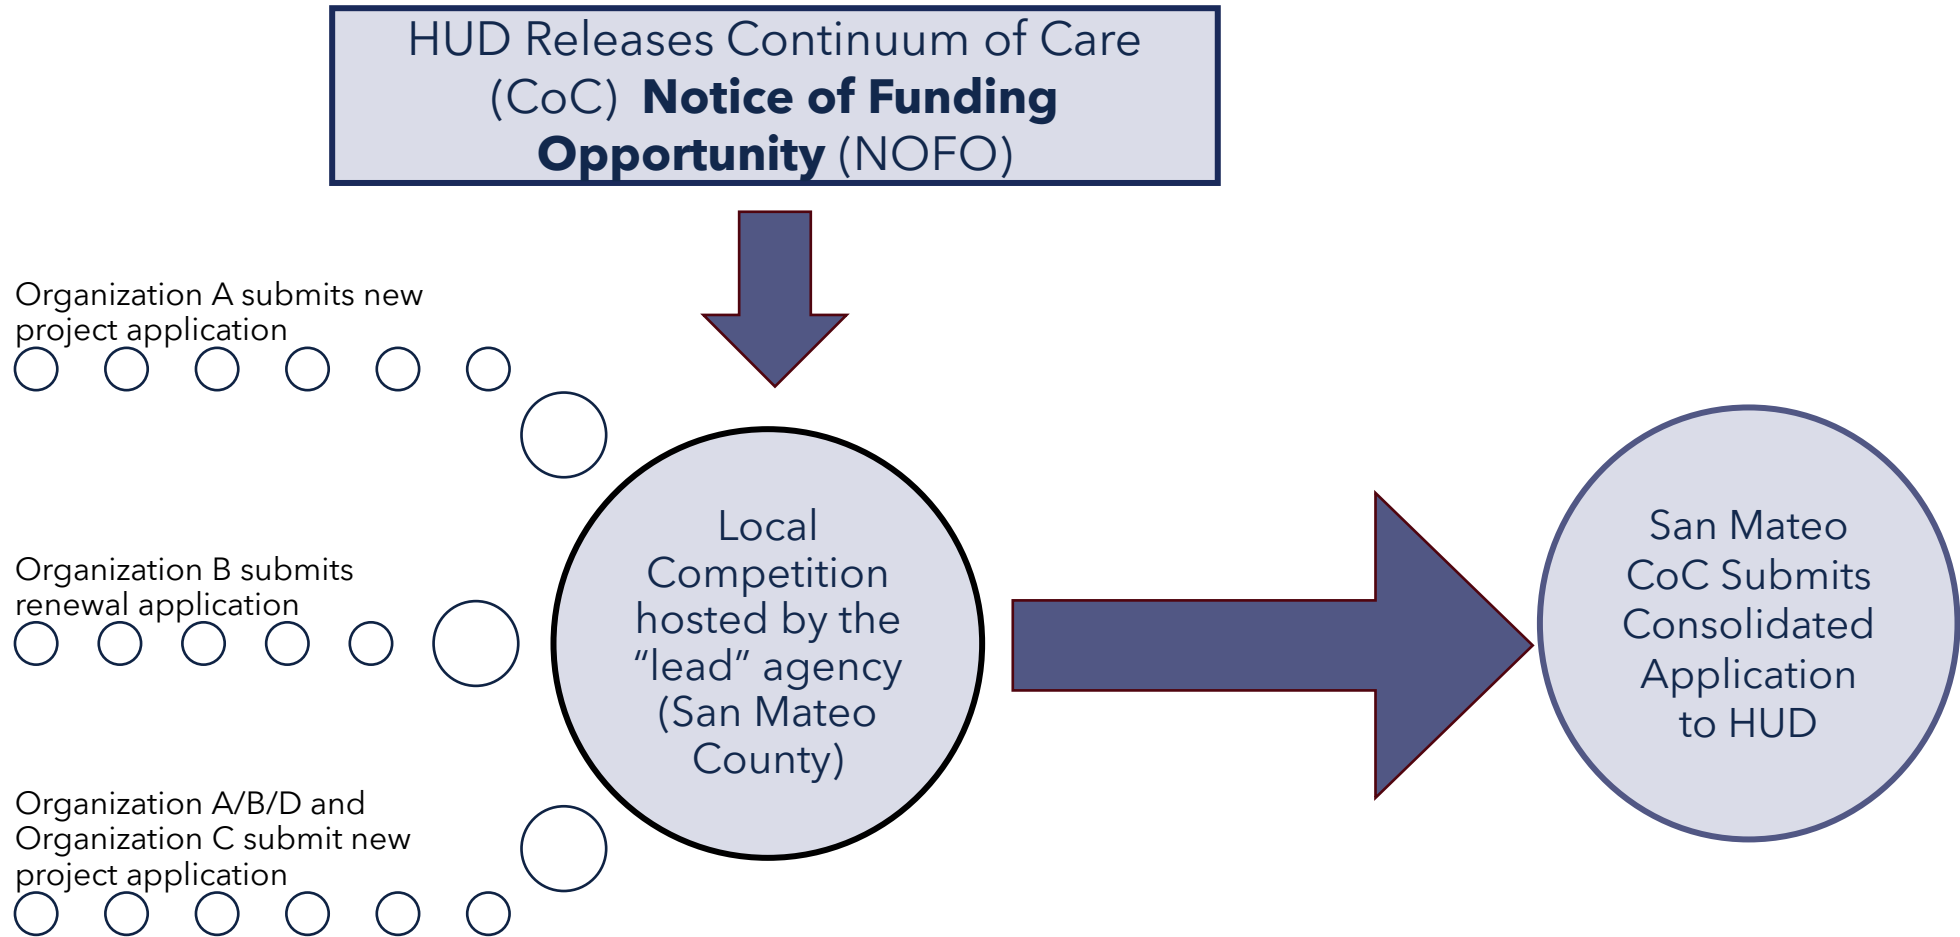 HUD Releases Continuum of Care
(CoC) Notice of Funding
Opportunity (NOFO)
Organization A submits new
project application
Organization B submits
renewal application
Organization A/B/D and
Organization C submit new
project application
Local
Competition
hosted by the
“lead” agency
(San Mateo
County)
San Mateo
CoC Submits
Consolidated
Application
to HUD